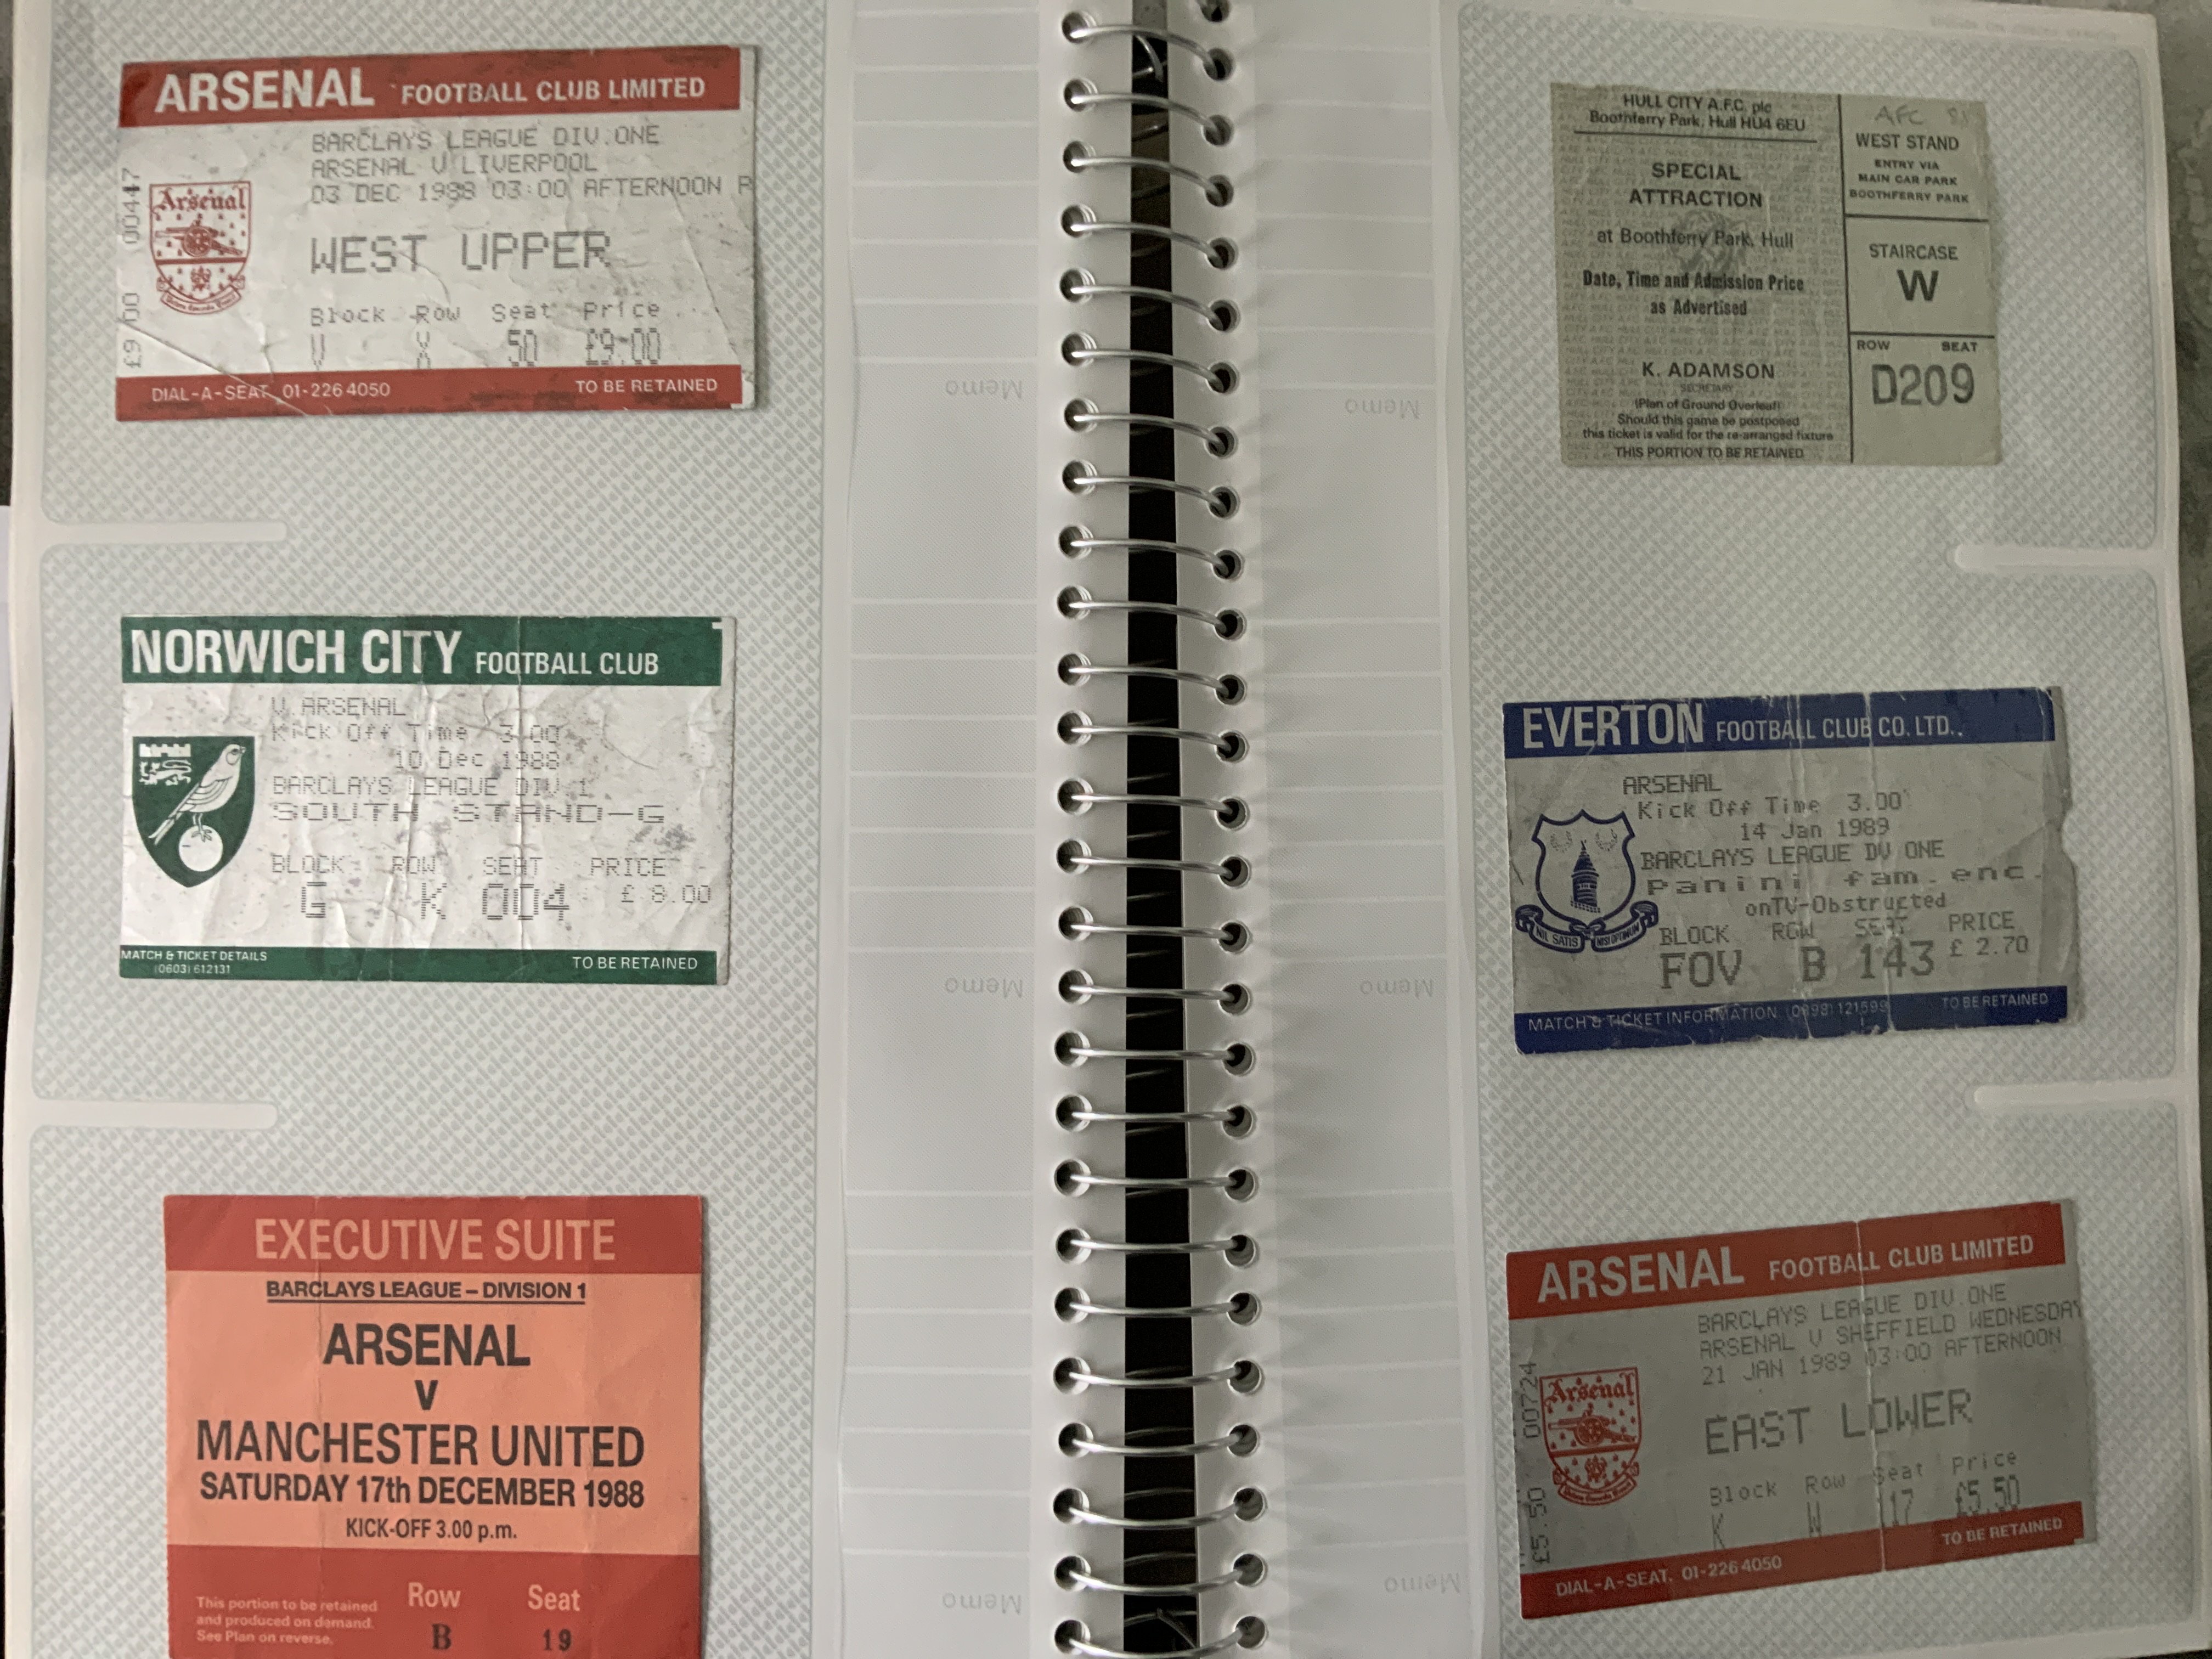 ARSENAL FOOTBALL CLUB LIMITED
BARCLAYS LEAGUE DIV.ONE
ARSENAL V LIVERPOOL
03 DEC 1988 03:00 AFTERNOON
WEST UPPER
Block Row Seat Price
50 £9:00
£9.00 00447
Arsenal
DIAL-A-SEAT. 01-226 4050 TO BE RETAINED
NORWICH CITY FOOTBALL CLUB
V. ARSENAL
Kick Off Time 3.00
10 Dec 1988
BARCLAYS LEAGUE DIV 1
SOUTH STAND-G
BLOCK ROW SEAT PRICE
G K 004 £ 8.00
MATCH & TICKET DETAILS
(0603) 612131
TO BE RETAINED
EXECUTIVE SUITE
BARCLAYS LEAGUE – DIVISION 1
ARSENAL
V
MANCHESTER UNITED
SATURDAY 17th DECEMBER 1988
KICK-OFF 3.00 p.m.
This portion to be retained
and produced on demand.
See Plan on reverse.
Row Seat
B 19
Memo
Memo
Memo
Memo
Memo
Memo
HULL CITY A.F.C. plc
Boothferry Park, Hull HU4 6EU
SPECIAL
ATTRACTION
at Boothferry Park, Hull
Date, Time and Admission Price
as Advertised
K. ADAMSON
SECRETARY
(Plan of Ground Overleaf)
Should this game be postponed
this ticket is valid for the re-arranged fixture
THIS PORTION TO BE RETAINED
AFC
WEST STAND
ENTRY VIA
MAIN CAR PARK
BOOTHFERRY PARK
STAIRCASE
W
ROW SEAT
D209
EVERTON FOOTBALL CLUB CO. LTD..
ARSENAL
Kick Off Time 3.00
14 Jan 1989
BARCLAYS LEAGUE DV ONE
Panini fam.enc.
onTV-Obstructed
BLOCK ROW SEAT PRICE
FOV B 143 £ 2.70
NIL SATIS NISI OPTIMUM
MATCH & TICKET INFORMATION (0898) 121599 TO BE RETAINED
ARSENAL FOOTBALL CLUB LIMITED
BARCLAYS LEAGUE DIV.ONE
ARSENAL V SHEFFIELD WEDNESDAY
21 JAN 1989 03:00 AFTERNOON
EAST LOWER
Block Row Seat Price
K W 117 £5.50
£5.50 00724
Arsenal
DIAL-A-SEAT. 01-226 4050 TO BE RETAINED